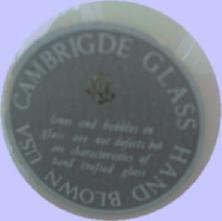 CAMBRIGDE GLASS HAND BLOWN USA
lenes and bubbles in
glass are not defects but
are characteristics of
hand crafted glass